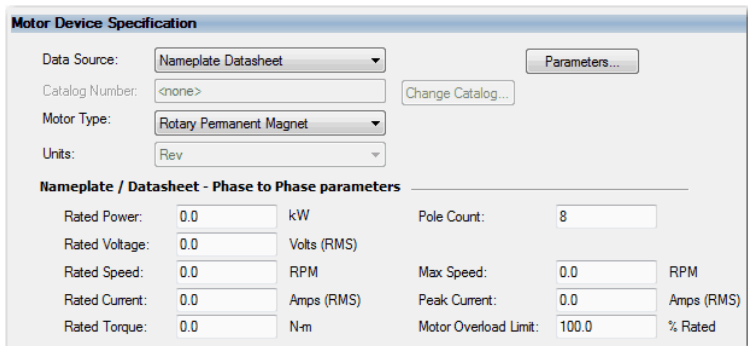 Motor Device Specification
Data Source: Nameplate Datasheet Parameters...
Catalog Number: <none> Change Catalog...
Motor Type: Rotary Permanent Magnet
Units: Rev
Nameplate / Datasheet - Phase to Phase parameters
Rated Power: 0.0 kW Pole Count: 8
Rated Voltage: 0.0 Volts (RMS)
Rated Speed: 0.0 RPM Max Speed: 0.0 RPM
Rated Current: 0.0 Amps (RMS) Peak Current: 0.0 Amps (RMS)
Rated Torque: 0.0 N-m Motor Overload Limit: 100.0 % Rated